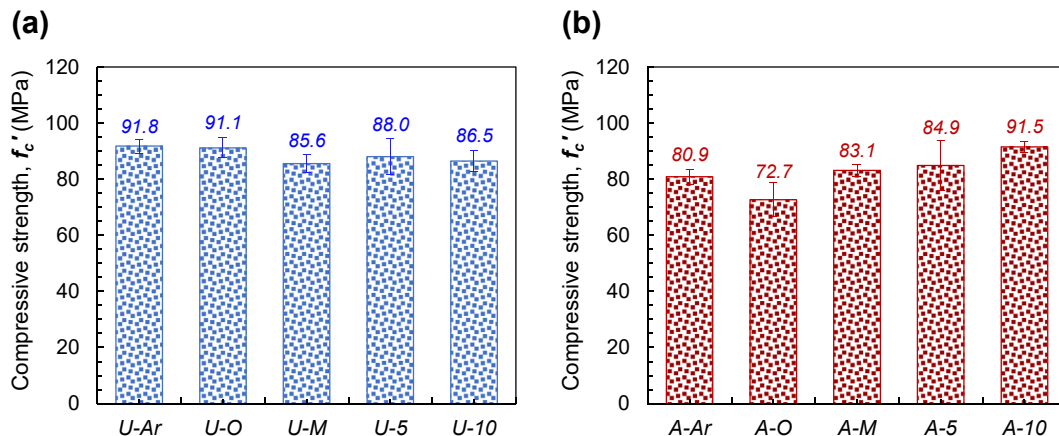 (a)
Compressive strength, fc' (MPa)
120
100
80
60
40
20
0
91.8
91.1
85.6
88.0
86.5
U-Ar
U-O
U-M
U-5
U-10
(b)
Compressive strength, fc' (MPa)
120
100
80
60
40
20
0
80.9
72.7
83.1
84.9
91.5
A-Ar
A-O
A-M
A-5
A-10